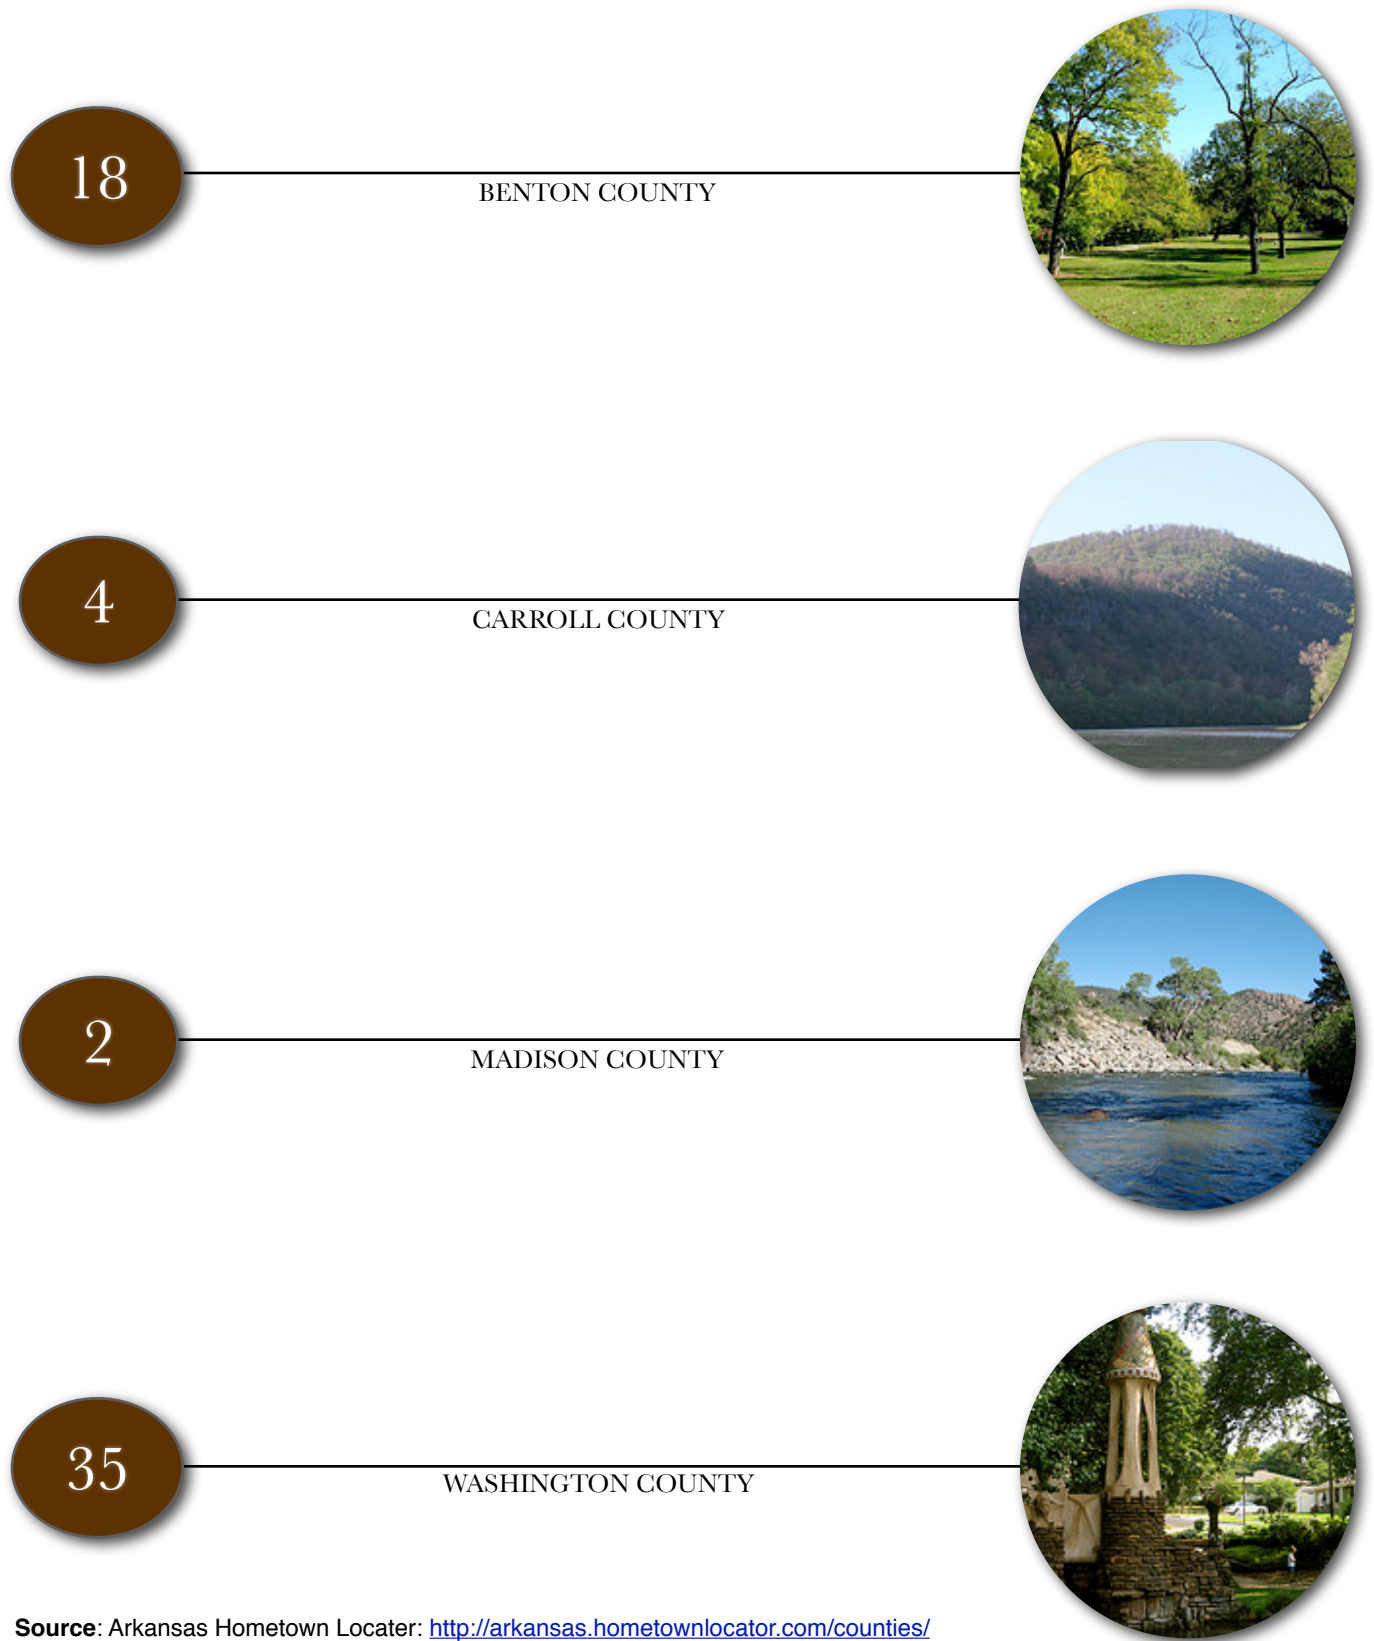 18
BENTON COUNTY
4
CARROLL COUNTY
2
MADISON COUNTY
35
WASHINGTON COUNTY
Source: Arkansas Hometown Locater: http://arkansas.hometownlocator.com/counties/